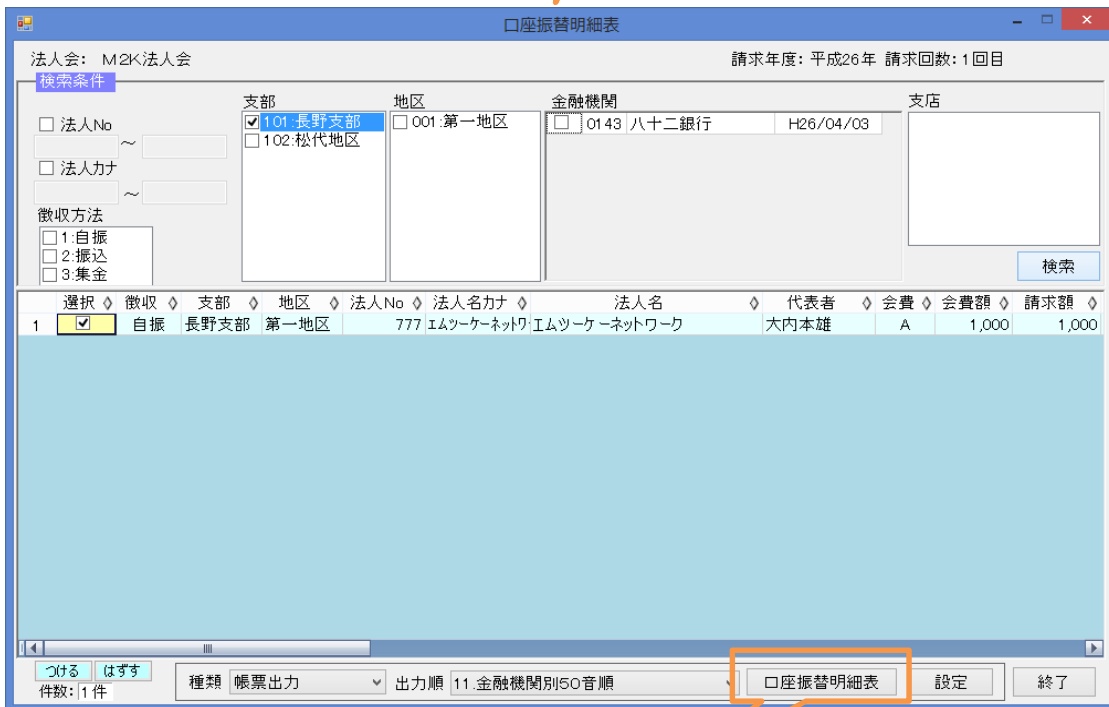 口座振替明細表
法人会: M2K法人会 請求年度: 平成26年 請求回数: 1回目
検索条件
支部 地区 金融機関 支店
法人No
101:長野支部 001:第一地区 0143 八十二銀行 H26/04/03
102:松代地区
～
法人カナ
～
徴収方法
1:自振
2:振込
3:集金
検索
選択 徴収 支部 地区 法人No 法人名カナ 法人名 代表者 会費 会費額 請求額
1 自振 長野支部 第一地区 777 エムツーケーネットワ エムツーケーネットワーク 大内本雄 A 1,000 1,000
つける はずす
件数: 1件
種類 帳票出力 出力順 11.金融機関別50音順 口座振替明細表 設定 終了